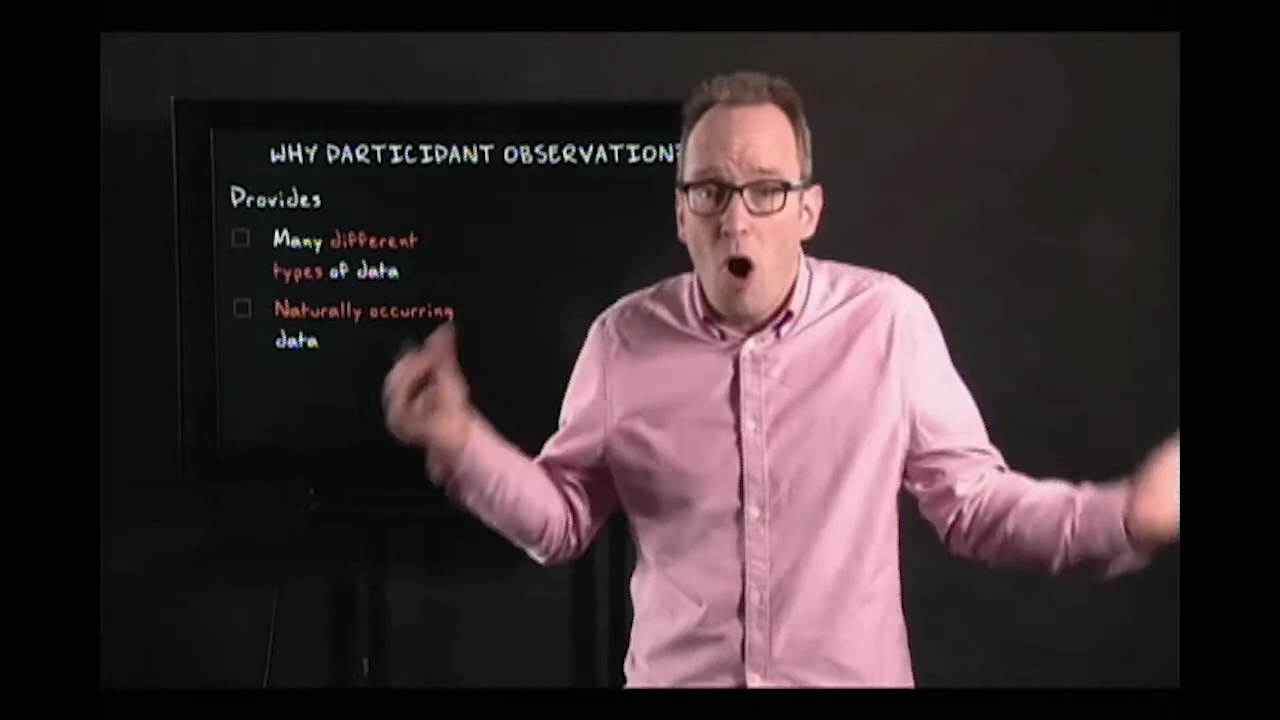 WHY PARTICIPANT OBSERVATION?
Provides
Many different
types of data
Naturally occurring
data